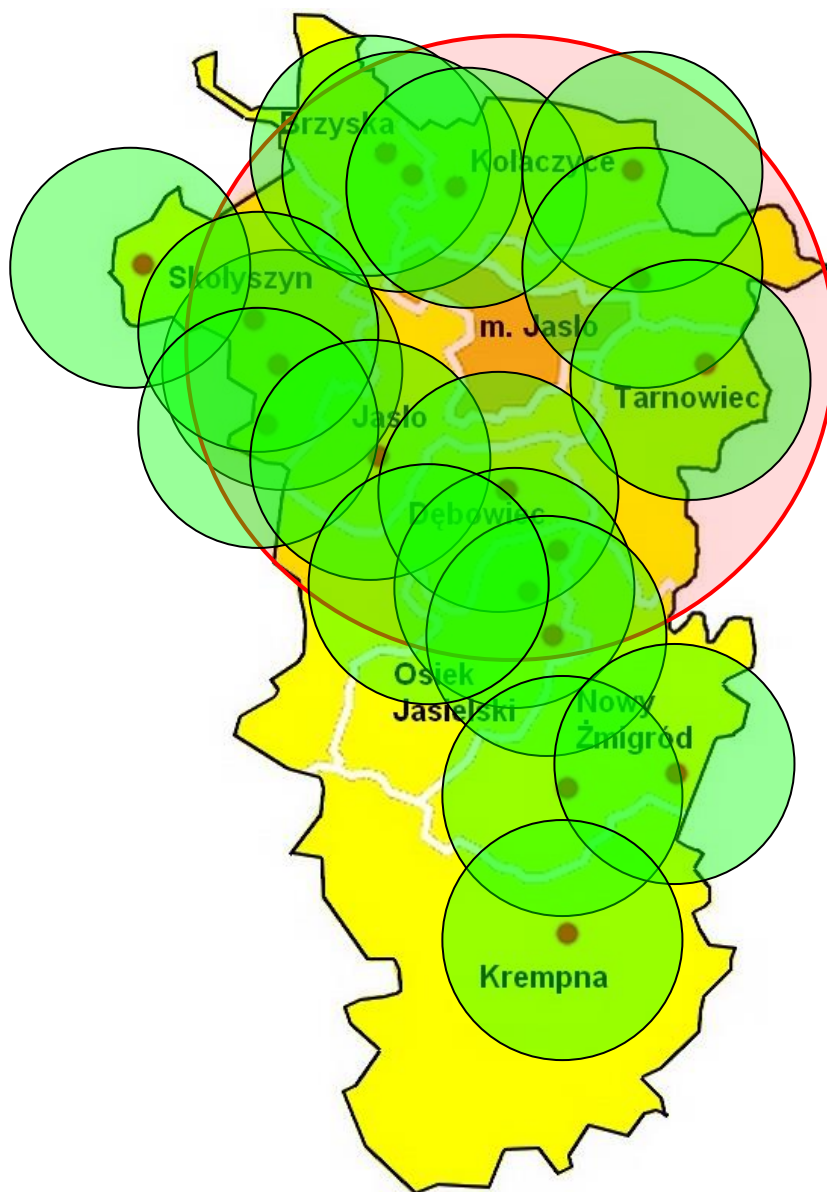 Brzyska
Kołaczyce
Skołyszyn
m. Jasło
Tarnowiec
Jasło
Dębowiec
Osiek
Jasielski
Nowy
Żmigród
Krempna